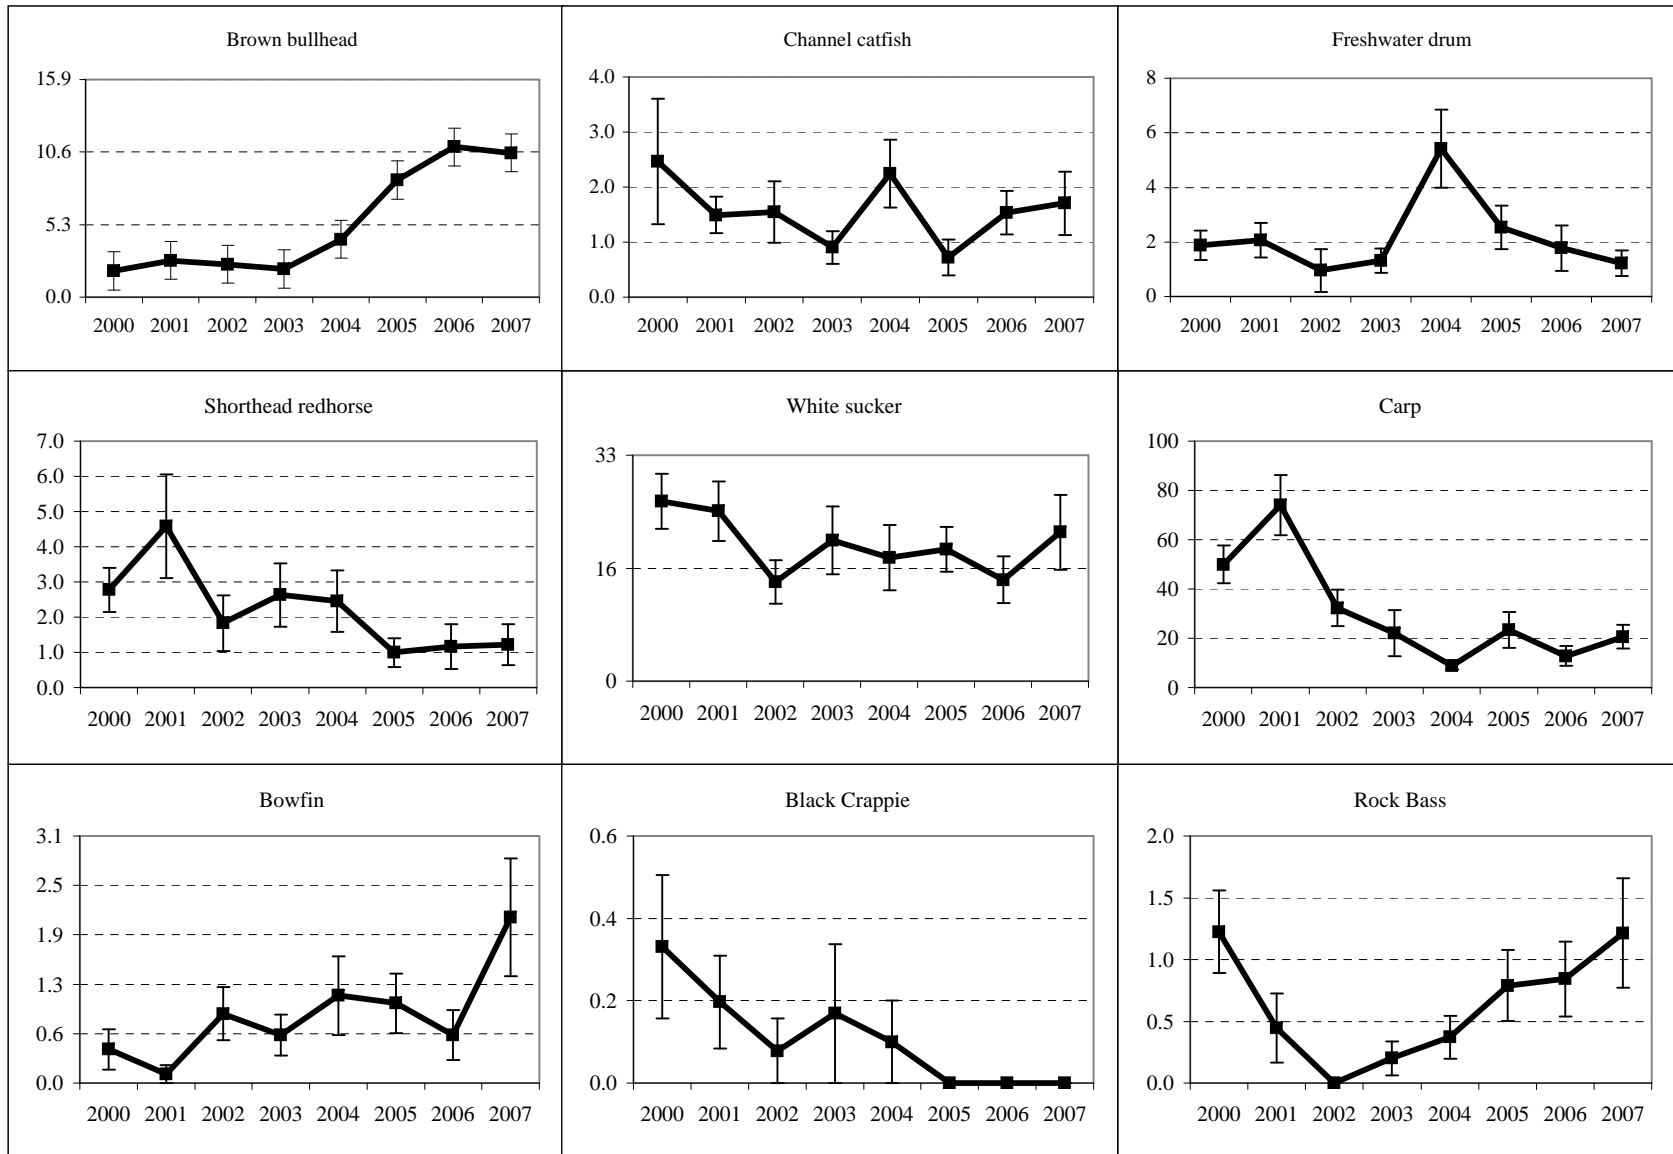 Brown bullhead
15.9
10.6
5.3
0.0
2000 2001 2002 2003 2004 2005 2006 2007
Channel catfish
4.0
3.0
2.0
1.0
0.0
2000 2001 2002 2003 2004 2005 2006 2007
Freshwater drum
8
6
4
2
0
2000 2001 2002 2003 2004 2005 2006 2007
Shorthead redhorse
7.0
6.0
5.0
4.0
3.0
2.0
1.0
0.0
2000 2001 2002 2003 2004 2005 2006 2007
White sucker
33
16
0
2000 2001 2002 2003 2004 2005 2006 2007
Carp
100
80
60
40
20
0
2000 2001 2002 2003 2004 2005 2006 2007
Bowfin
3.1
2.5
1.9
1.3
0.6
0.0
2000 2001 2002 2003 2004 2005 2006 2007
Black Crappie
0.6
0.4
0.2
0.0
2000 2001 2002 2003 2004 2005 2006 2007
Rock Bass
2.0
1.5
1.0
0.5
0.0
2000 2001 2002 2003 2004 2005 2006 2007